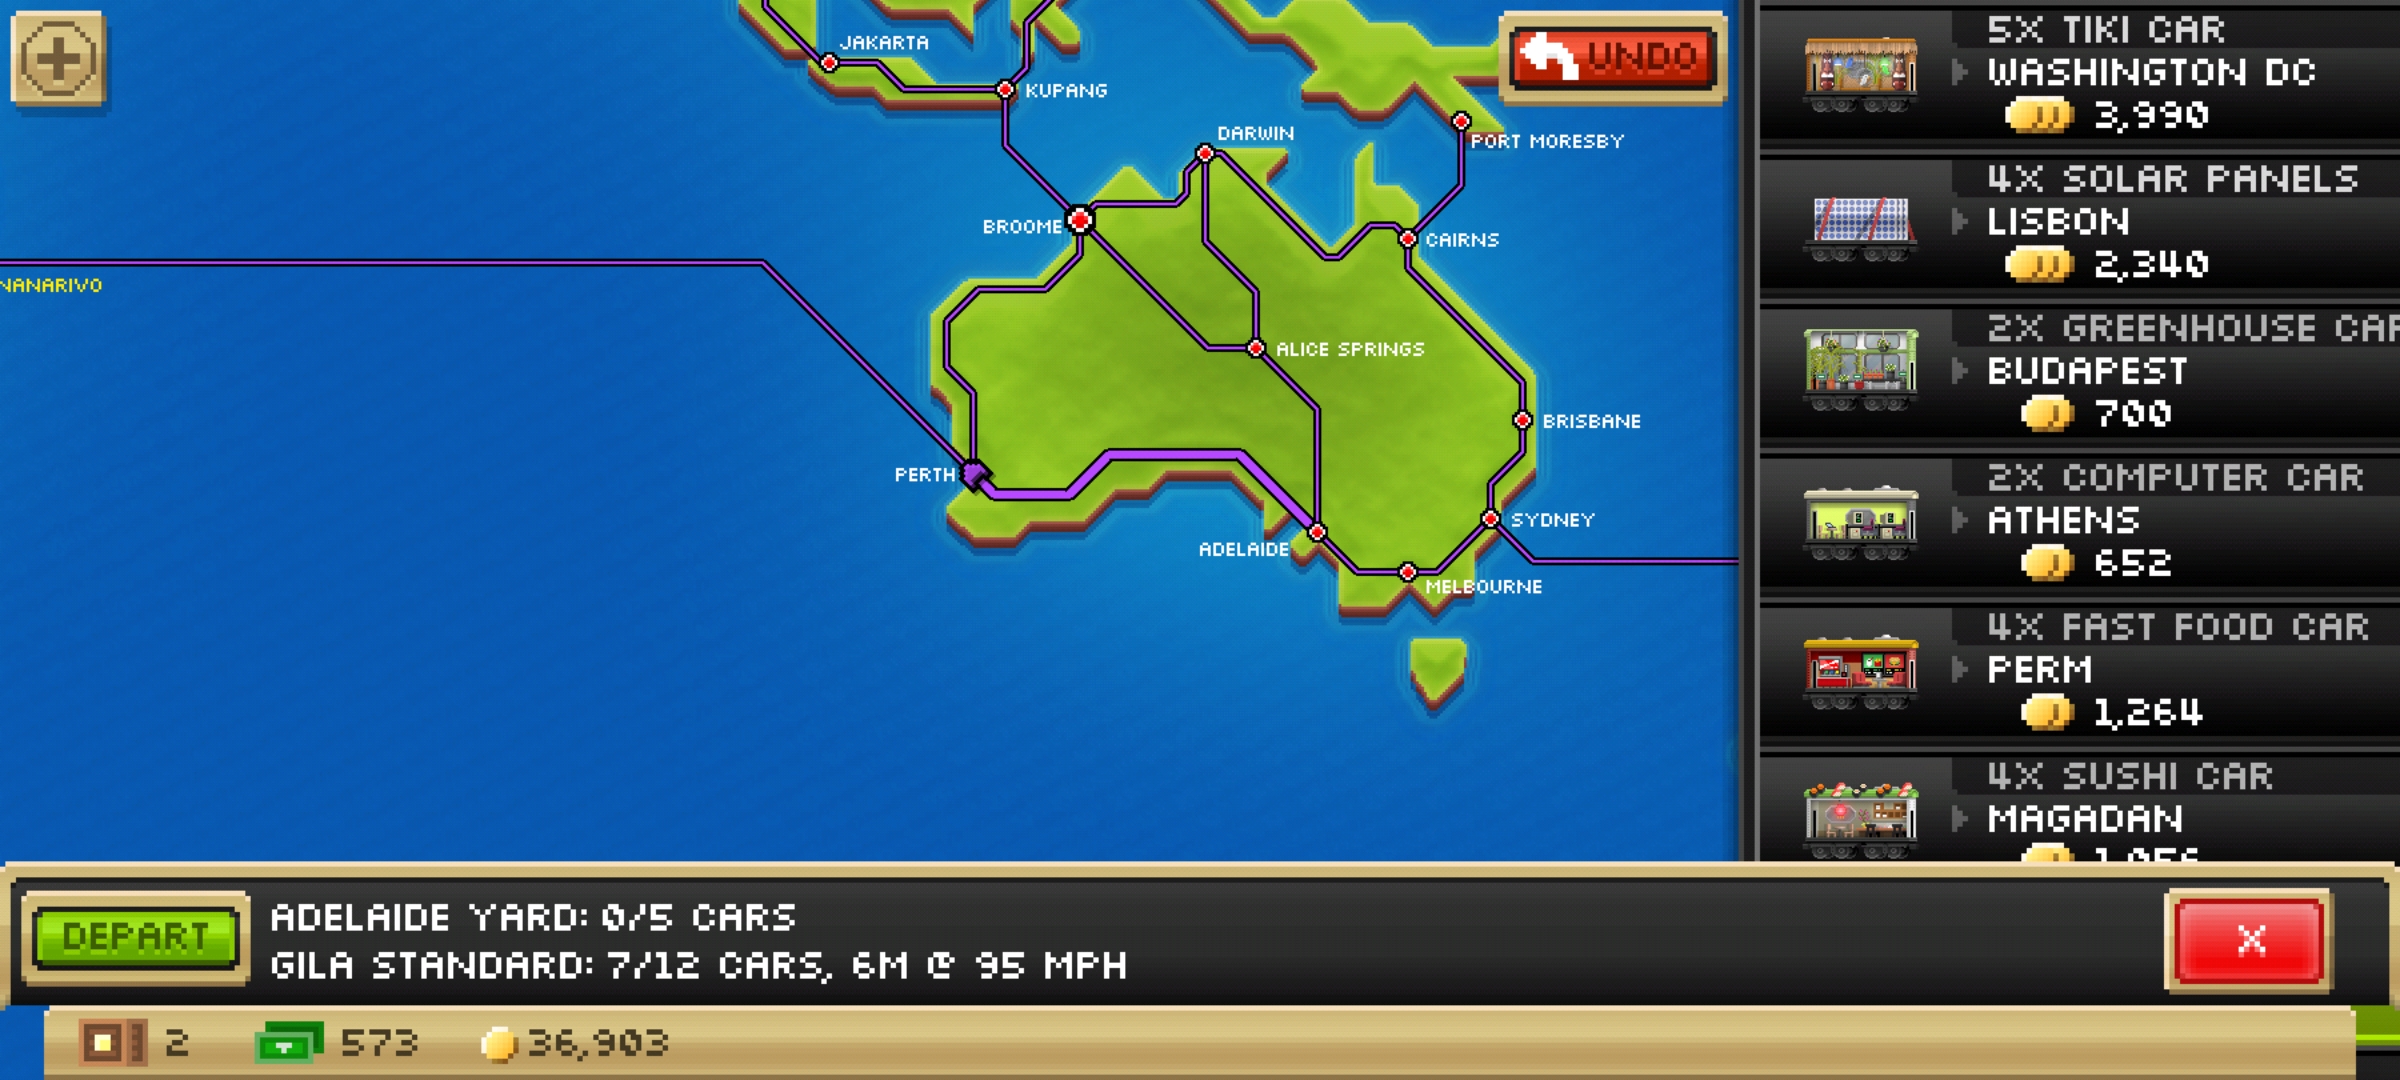 JAKARTA
KUPANG
DARWIN
PORT MORESBY
BROOME
CAIRNS
NANARIVO
ALICE SPRINGS
BRISBANE
PERTH
SYDNEY
ADELAIDE
MELBOURNE
UNDO
5X TIKI CAR
WASHINGTON DC
3,990
4X SOLAR PANELS
LISBON
2,340
2X GREENHOUSE CAR
BUDAPEST
700
2X COMPUTER CAR
ATHENS
652
4X FAST FOOD CAR
PERM
1,264
4X SUSHI CAR
MAGADAN
1,056
DEPART
ADELAIDE YARD: 0/5 CARS
GILA STANDARD: 7/12 CARS, 6M @ 95 MPH
X
2
573
36,903